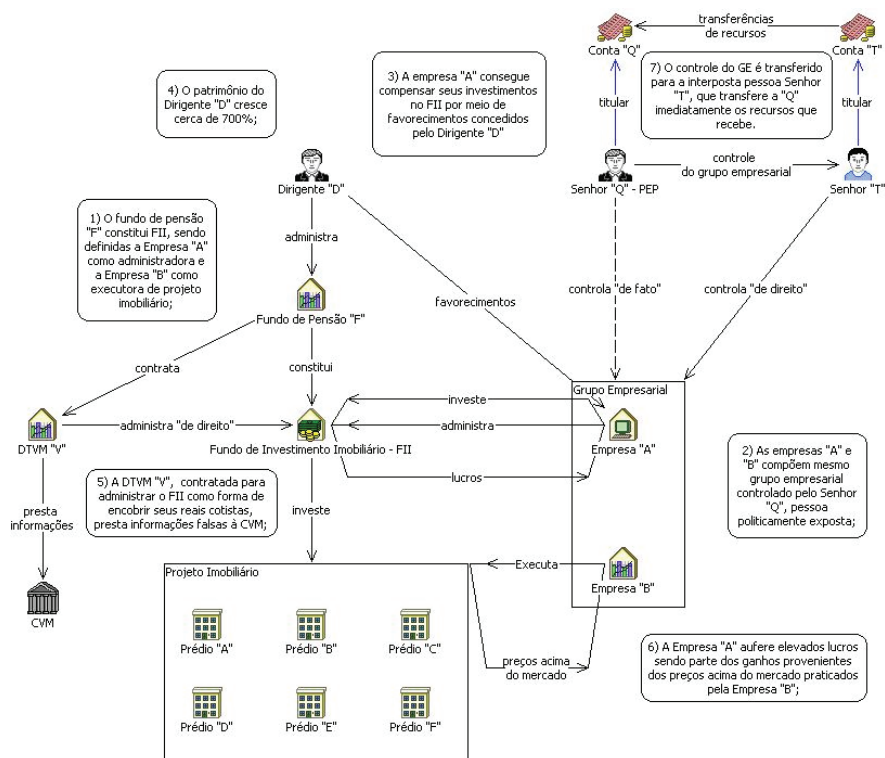 transferências
de recursos
Conta "Q"
Conta "T"
4) O patrimônio do
Dirigente "D" cresce
cerca de 700%;
3) A empresa "A" consegue
compensar seus investimentos
no FII por meio de
favorecimentos concedidos
pelo Dirigente "D"
7) O controle do GE é transferido
para a interposta pessoa Senhor
"T", que transfere a "Q"
imediatamente os recursos que
recebe.
titular
titular
Dirigente "D"
controle
do grupo empresarial
Senhor "Q" - PEP
Senhor "T"
1) O fundo de pensão
"F" constitui FII, sendo
definidas a Empresa "A"
como administradora e
a Empresa "B" como
executora de projeto
imobiliário;
administra
favorecimentos
controla "de fato"
controla "de direito"
Fundo de Pensão "F"
contrata
constitui
Grupo Empresarial
investe
administra "de direito"
administra
DTVM "V"
Fundo de Investimento Imobiliário - FII
Empresa "A"
lucros
2) As empresas "A" e
"B" compõem mesmo
grupo empresarial
controlado pelo Senhor
"Q", pessoa
politicamente exposta;
5) A DTVM "V", contratada para
administrar o FII como forma de
encobrir seus reais cotistas,
presta informações falsas à CVM;
presta
informações
investe
Projeto Imobiliário
Executa
Empresa "B"
CVM
Prédio "A"
Prédio "B"
Prédio "C"
preços acima
do mercado
6) A Empresa "A" aufere elevados lucros
sendo parte dos ganhos provenientes
dos preços acima do mercado praticados
pela Empresa "B";
Prédio "D"
Prédio "E"
Prédio "F"